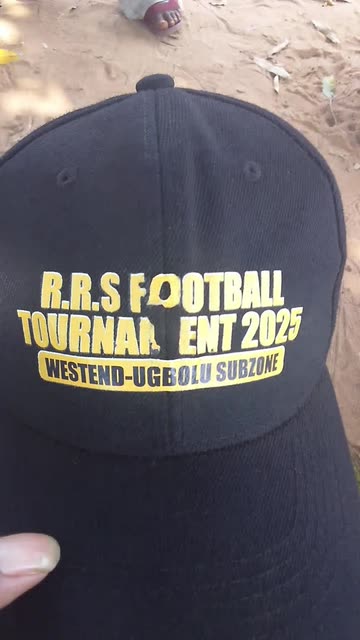 R.R.S FOOTBALL
TOURNAMENT 2025
WESTEND-UGBOLU SUBZONE